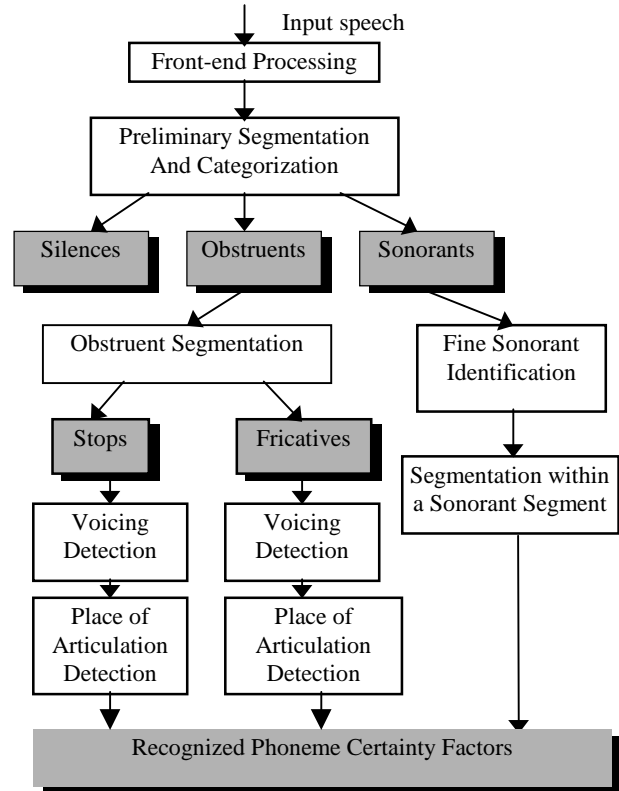 Input speech
Front-end Processing
Preliminary Segmentation
And Categorization
Silences
Obstruents
Sonorants
Obstruent Segmentation
Fine Sonorant
Identification
Stops
Fricatives
Segmentation within
a Sonorant Segment
Voicing
Detection
Voicing
Detection
Place of
Articulation
Detection
Place of
Articulation
Detection
Recognized Phoneme Certainty Factors